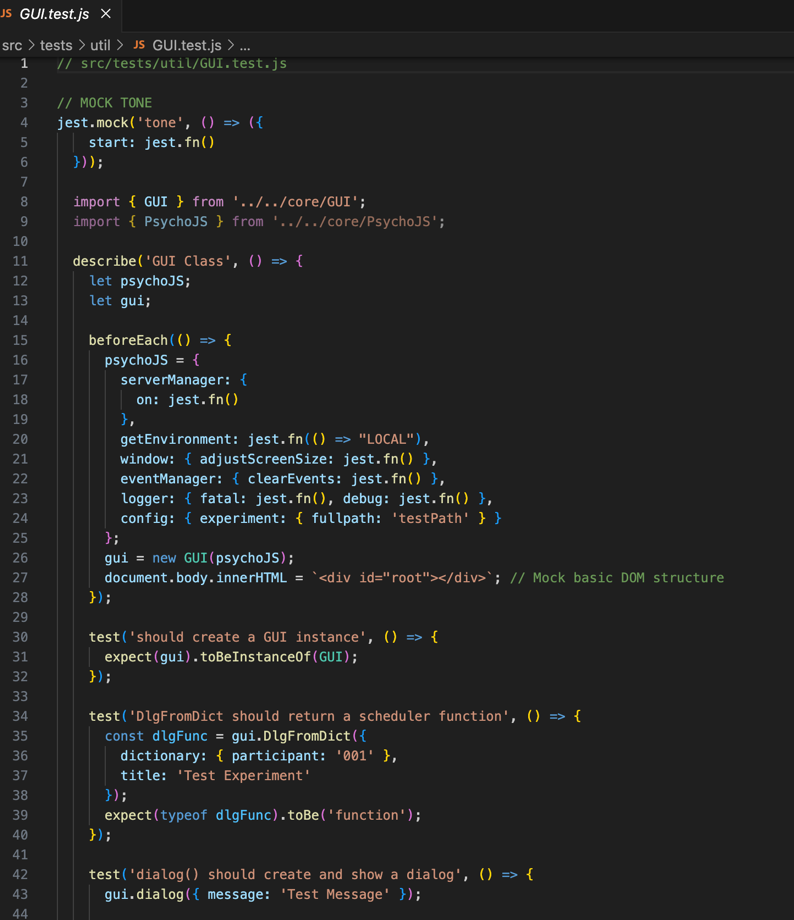 JS GUI.test.js ×
src > tests > util > JS GUI.test.js > ...
1 // src/tests/util/GUI.test.js
2
3 // MOCK TONE
4 jest.mock('tone', () => ({
5     start: jest.fn()
6   }));
7
8   import { GUI } from '../../core/GUI';
9   import { PsychoJS } from '../../core/PsychoJS';
10
11   describe('GUI Class', () => {
12     let psychoJS;
13     let gui;
14
15     beforeEach(() => {
16       psychoJS = {
17         serverManager: {
18           on: jest.fn()
19         },
20         getEnvironment: jest.fn(() => "LOCAL"),
21         window: { adjustScreenSize: jest.fn() },
22         eventManager: { clearEvents: jest.fn() },
23         logger: { fatal: jest.fn(), debug: jest.fn() },
24         config: { experiment: { fullpath: 'testPath' } }
25       };
26       gui = new GUI(psychoJS);
27       document.body.innerHTML = `<div id="root"></div>`; // Mock basic DOM structure
28     });
29
30     test('should create a GUI instance', () => {
31       expect(gui).toBeInstanceOf(GUI);
32     });
33
34     test('DlgFromDict should return a scheduler function', () => {
35       const dlgFunc = gui.DlgFromDict({
36         dictionary: { participant: '001' },
37         title: 'Test Experiment'
38       });
39       expect(typeof dlgFunc).toBe('function');
40     });
41
42     test('dialog() should create and show a dialog', () => {
43       gui.dialog({ message: 'Test Message' });
44